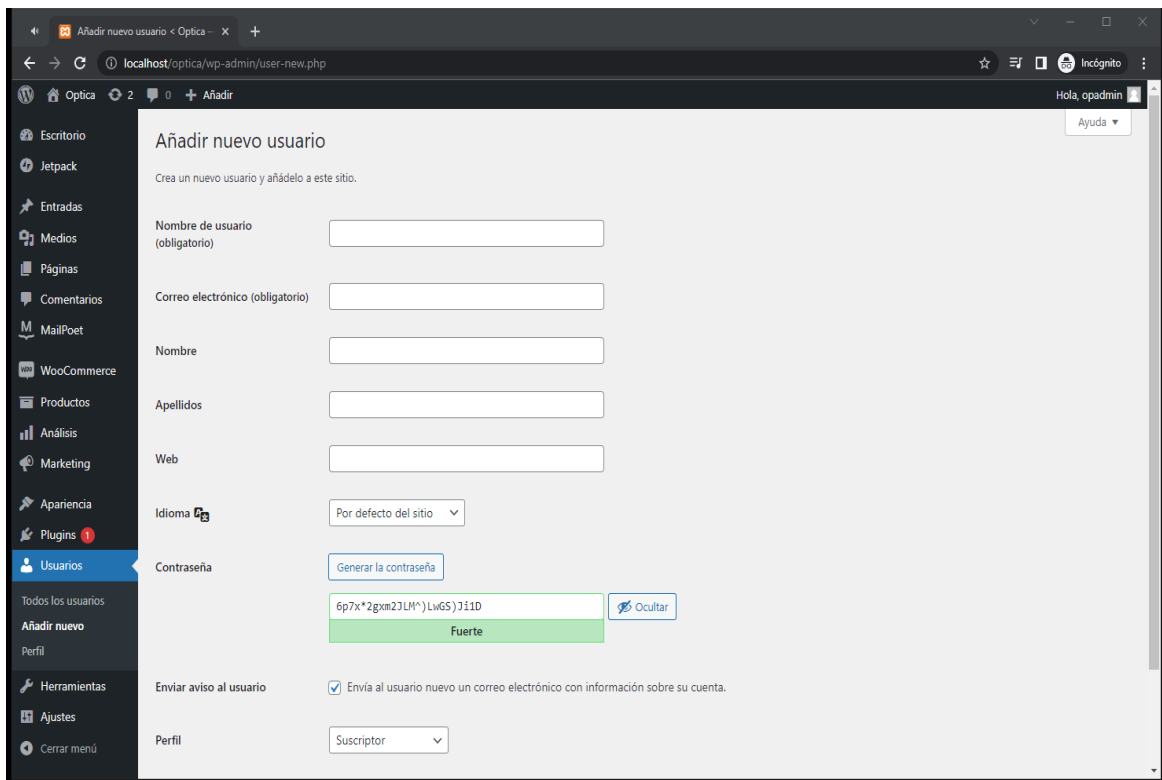 Añadir nuevo usuario < Optica –
localhost/optica/wp-admin/user-new.php
Incógnito
Optica 2 0 + Añadir
Hola, opadmin
Ayuda
Escritorio
Jetpack
Entradas
Medios
Páginas
Comentarios
MailPoet
WooCommerce
Productos
Análisis
Marketing
Apariencia
Plugins 1
Usuarios
Todos los usuarios
Añadir nuevo
Perfil
Herramientas
Ajustes
Cerrar menú
Añadir nuevo usuario
Crea un nuevo usuario y añádelo a este sitio.
Nombre de usuario
(obligatorio)
Correo electrónico (obligatorio)
Nombre
Apellidos
Web
Idioma
Por defecto del sitio
Contraseña
Generar la contraseña
6p7x*2gxm2JLM^)LwGS)Ji1D
Ocultar
Fuerte
Enviar aviso al usuario
Envía al usuario nuevo un correo electrónico con información sobre su cuenta.
Perfil
Suscriptor